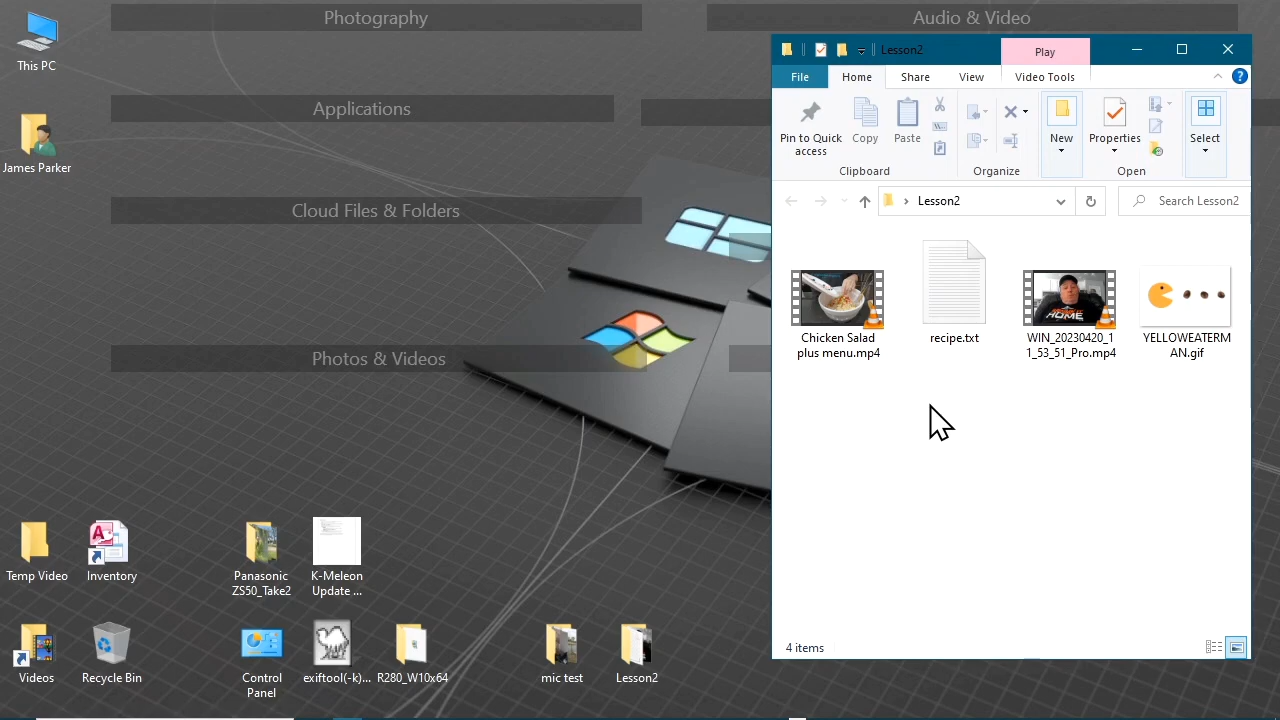 Photography
Audio & Video
This PC
Applications
James Parker
Cloud Files & Folders
Photos & Videos
Temp Video
Inventory
Panasonic
ZS50_Take2
K-Meleon
Update ...
Videos
Recycle Bin
Control
Panel
exiftool(-k)...
R280_W10x64
mic test
Lesson2
Lesson2
Play
File
Home
Share
View
Video Tools
Pin to Quick
access
Copy
Paste
New
Properties
Select
Clipboard
Organize
Open
Lesson2
Search Lesson2
Chicken Salad
plus menu.mp4
recipe.txt
WIN_20230420_1
1_53_51_Pro.mp4
YELLOWEATERM
AN.gif
4 items